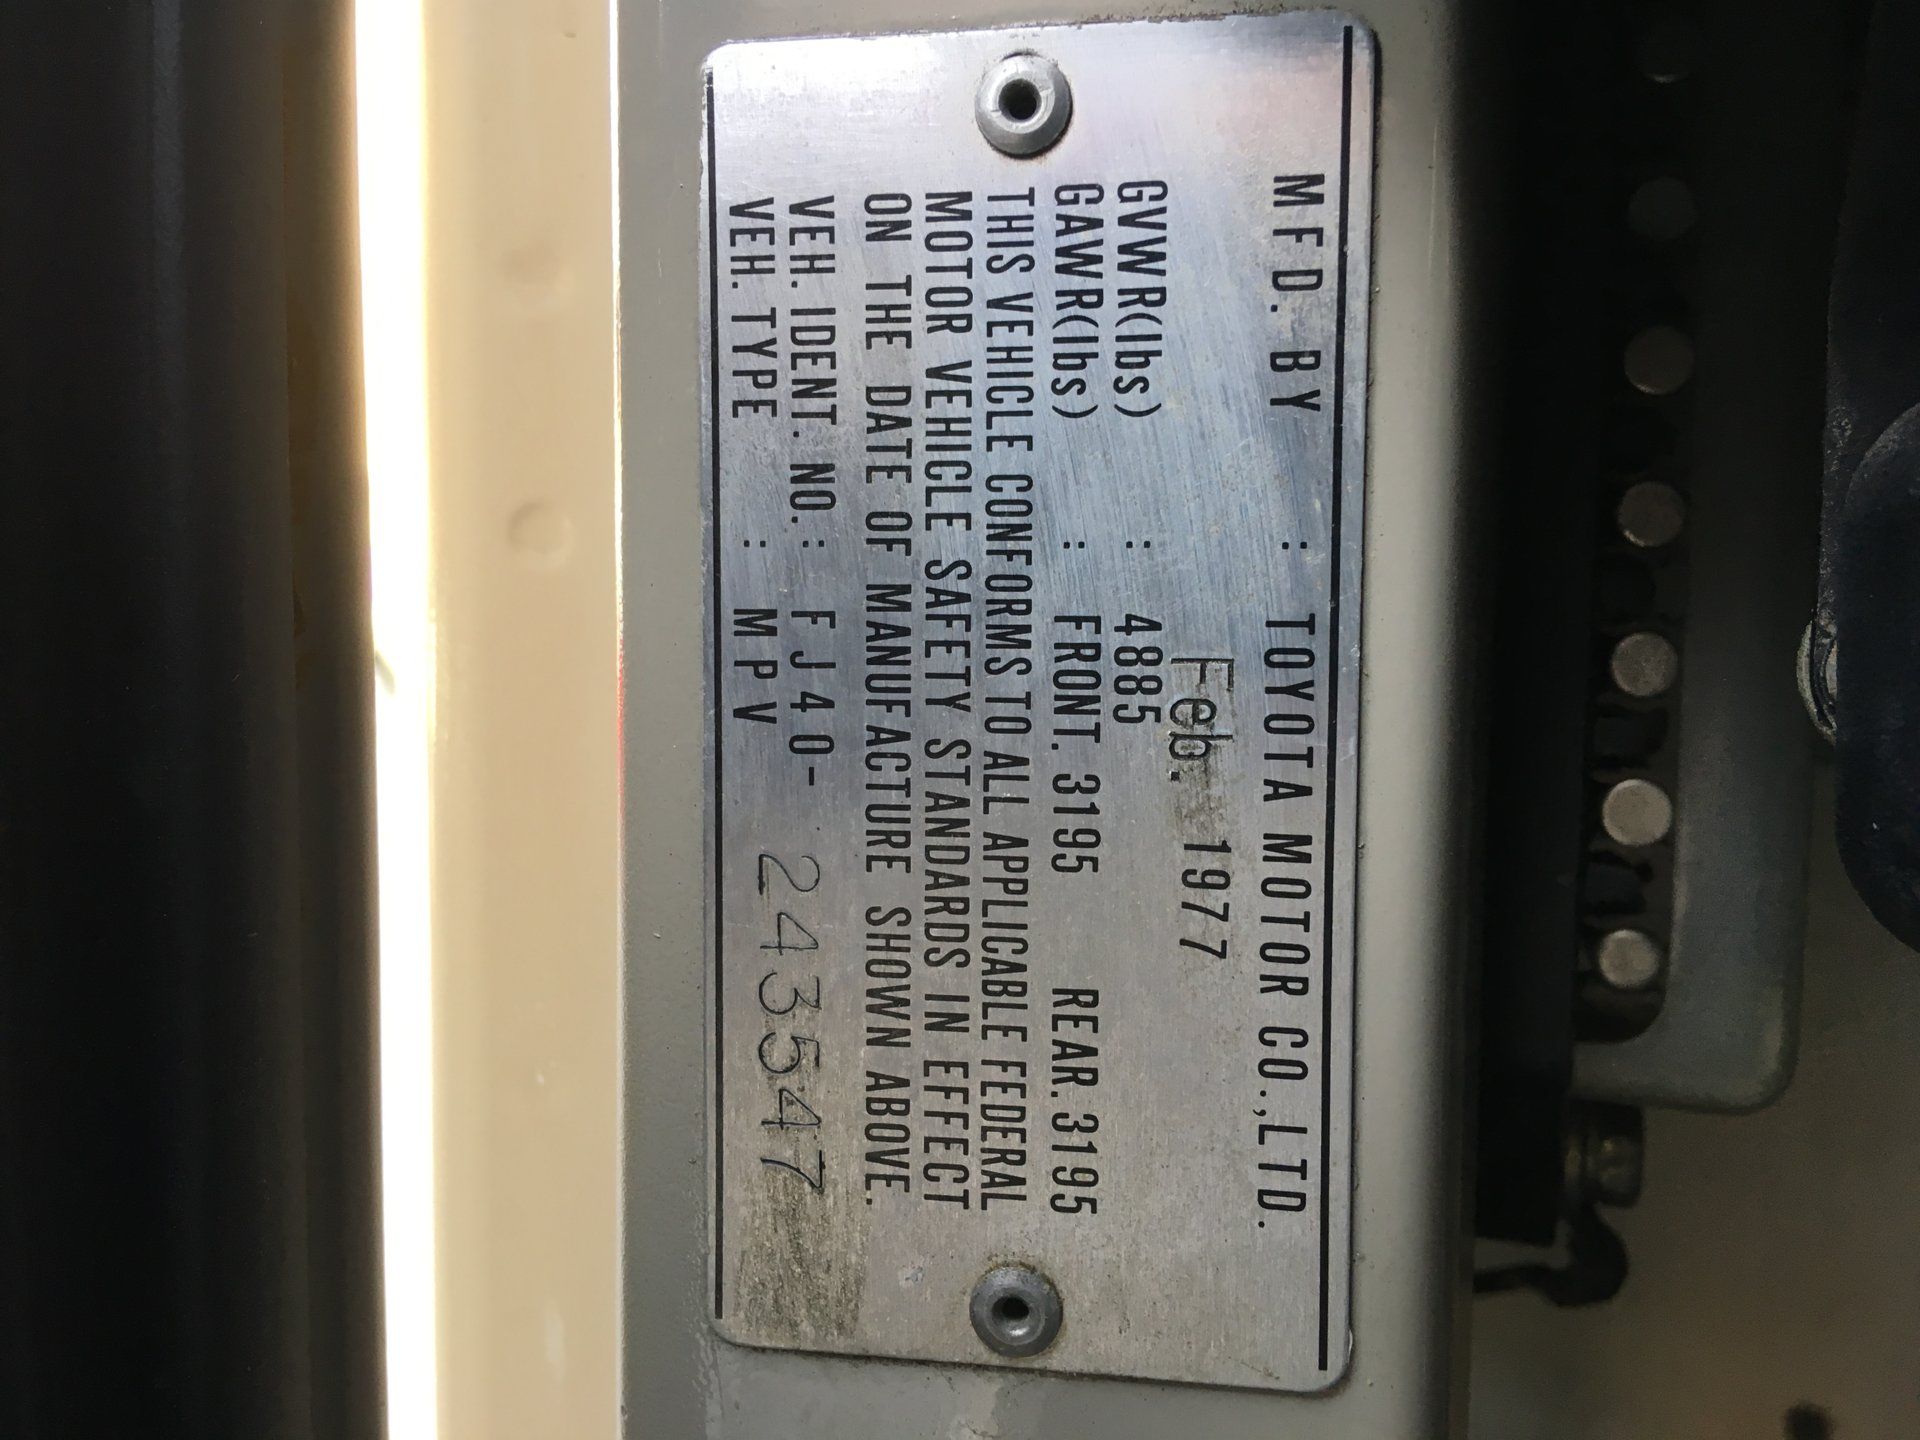 MFD. BY : TOYOTA MOTOR CO.,LTD.
Feb. 1977
GVWR(lbs) : 4885
GAWR(lbs) : FRONT. 3195 REAR. 3195
THIS VEHICLE CONFORMS TO ALL APPLICABLE FEDERAL
MOTOR VEHICLE SAFETY STANDARDS IN EFFECT
ON THE DATE OF MANUFACTURE SHOWN ABOVE.
VEH. IDENT. NO. : FJ40- 243547
VEH. TYPE : MPV